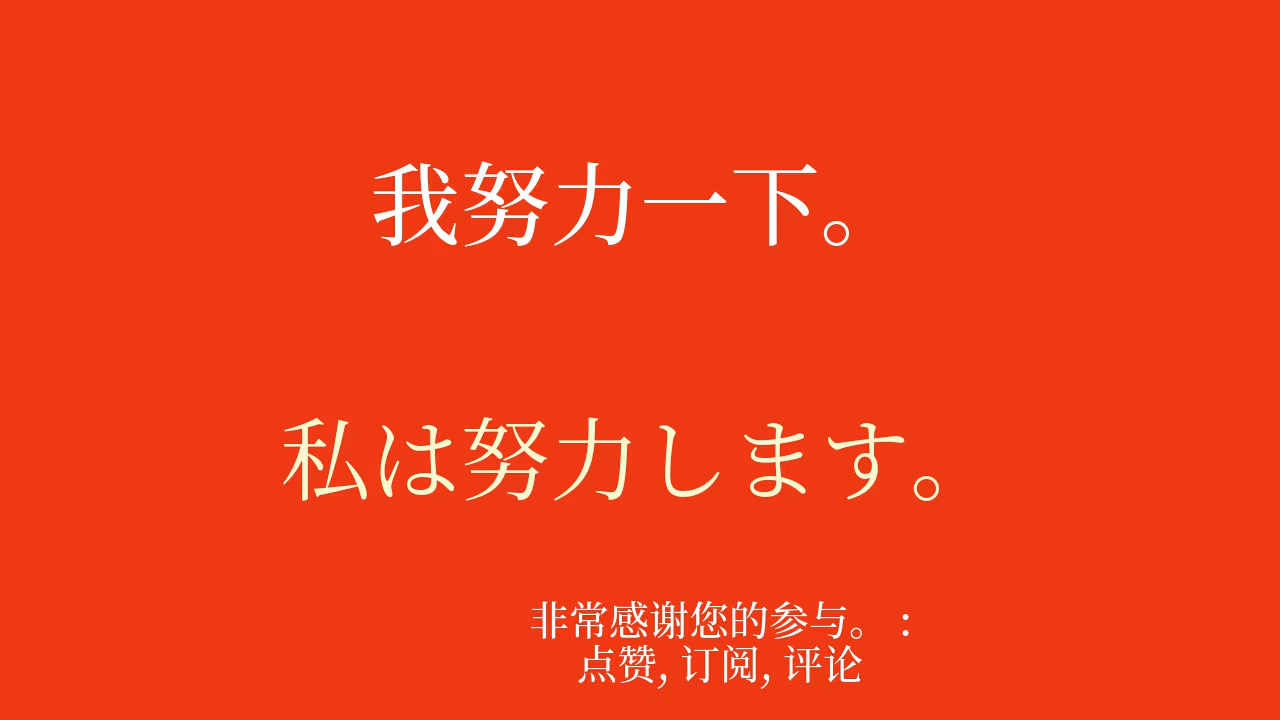 我努力一下。
私は努力します。
非常感谢您的参与。 :
点赞, 订阅, 评论